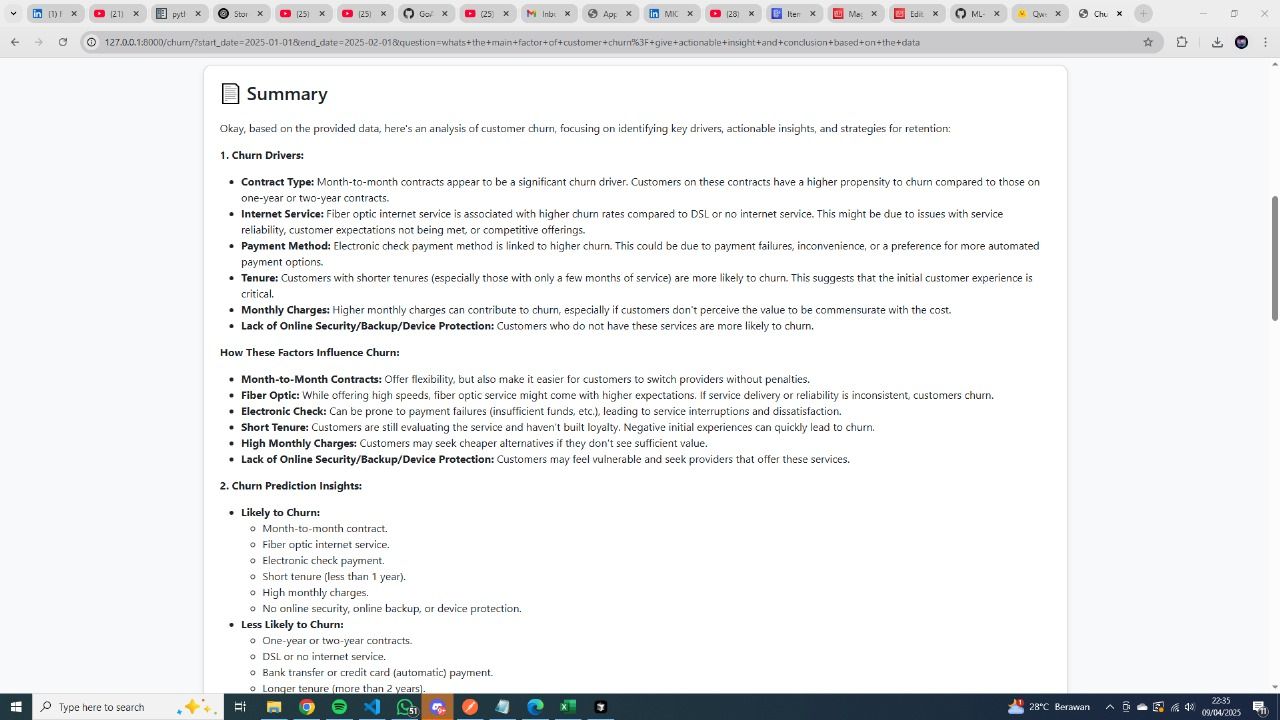 (1) F
(21)
pyth
Stor
(25)
(25)
GoA
(25)
Inbo
App
MIC
(28)
Item
Mag
Edit
ML-
Qwe
Chu
127.0.0.1:8000/churn/?start_date=2025-01-01&end_date=2025-02-01&question=whats+the+main+factor+of+customer+churn%3F+give+actionable+insight+and+conclusion+based+on+the+data
Summary
Okay, based on the provided data, here's an analysis of customer churn, focusing on identifying key drivers, actionable insights, and strategies for retention:
1. Churn Drivers:
Contract Type: Month-to-month contracts appear to be a significant churn driver. Customers on these contracts have a higher propensity to churn compared to those on
one-year or two-year contracts.
Internet Service: Fiber optic internet service is associated with higher churn rates compared to DSL or no internet service. This might be due to issues with service
reliability, customer expectations not being met, or competitive offerings.
Payment Method: Electronic check payment method is linked to higher churn. This could be due to payment failures, inconvenience, or a preference for more automated
payment options.
Tenure: Customers with shorter tenures (especially those with only a few months of service) are more likely to churn. This suggests that the initial customer experience is
critical.
Monthly Charges: Higher monthly charges can contribute to churn, especially if customers don't perceive the value to be commensurate with the cost.
Lack of Online Security/Backup/Device Protection: Customers who do not have these services are more likely to churn.
How These Factors Influence Churn:
Month-to-Month Contracts: Offer flexibility, but also make it easier for customers to switch providers without penalties.
Fiber Optic: While offering high speeds, fiber optic service might come with higher expectations. If service delivery or reliability is inconsistent, customers churn.
Electronic Check: Can be prone to payment failures (insufficient funds, etc.), leading to service interruptions and dissatisfaction.
Short Tenure: Customers are still evaluating the service and haven't built loyalty. Negative initial experiences can quickly lead to churn.
High Monthly Charges: Customers may seek cheaper alternatives if they don't see sufficient value.
Lack of Online Security/Backup/Device Protection: Customers may feel vulnerable and seek providers that offer these services.
2. Churn Prediction Insights:
Likely to Churn:
Month-to-month contract.
Fiber optic internet service.
Electronic check payment.
Short tenure (less than 1 year).
High monthly charges.
No online security, online backup, or device protection.
Less Likely to Churn:
One-year or two-year contracts.
DSL or no internet service.
Bank transfer or credit card (automatic) payment.
Longer tenure (more than 2 years).
Type here to search
51
28°C Berawan
22:35
09/04/2025